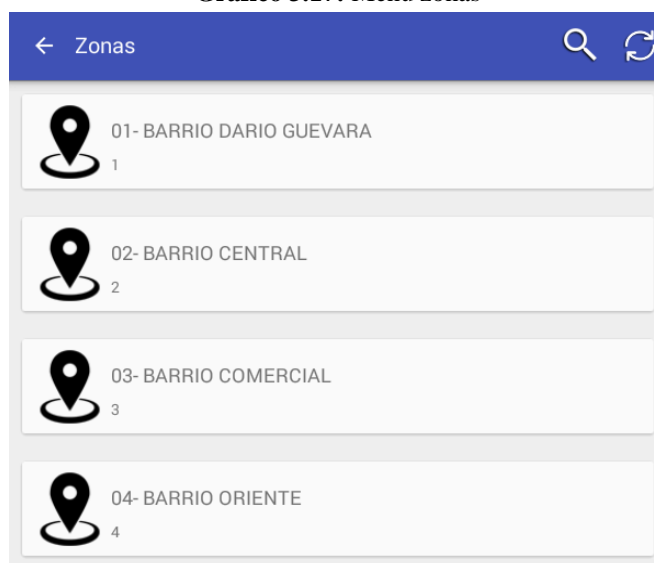 Zonas
01- BARRIO DARIO GUEVARA
1
02- BARRIO CENTRAL
2
03- BARRIO COMERCIAL
3
04- BARRIO ORIENTE
4